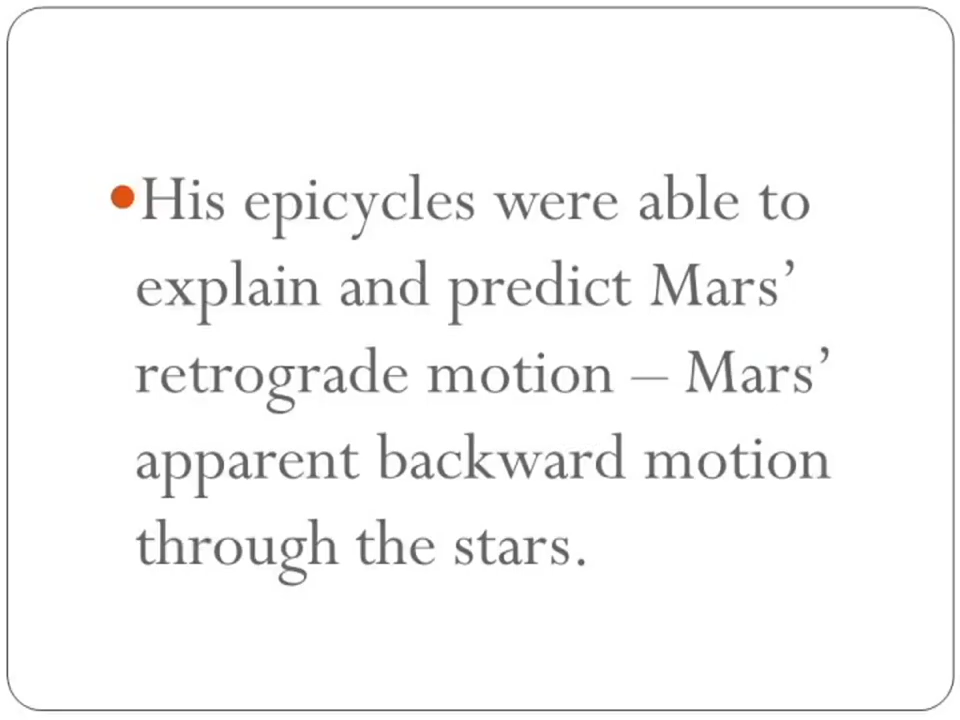 •His epicycles were able to
explain and predict Mars’
retrograde motion – Mars’
apparent backward motion
through the stars.